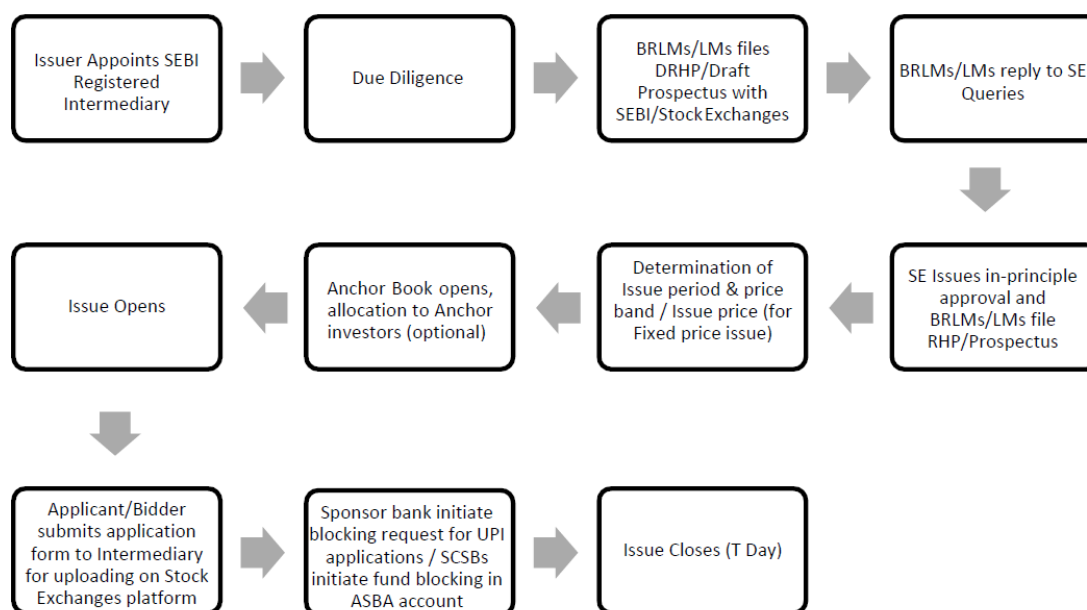 Issuer Appoints SEBI
Registered
Intermediary
Due Diligence
BRLMs/LMs files
DRHP/Draft
Prospectus with
SEBI/Stock Exchanges
BRLMs/LMs reply to SE
Queries
SE Issues in-principle
approval and
BRLMs/LMs file
RHP/Prospectus
Determination of
Issue period & price
band / Issue price (for
Fixed price issue)
Anchor Book opens,
allocation to Anchor
investors (optional)
Issue Opens
Applicant/Bidder
submits application
form to Intermediary
for uploading on Stock
Exchanges platform
Sponsor bank initiate
blocking request for UPI
applications / SCSBs
initiate fund blocking in
ASBA account
Issue Closes (T Day)